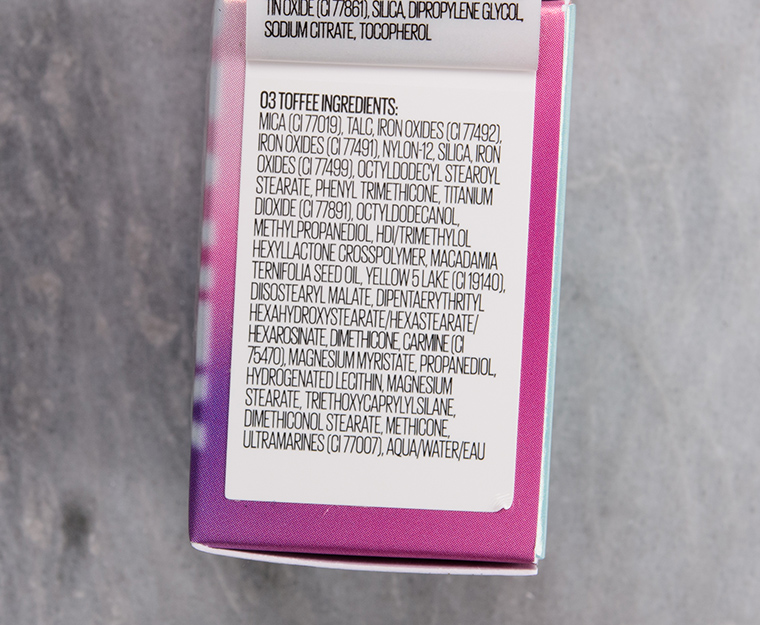 TIN OXIDE (CI 77861), SILICA, DIPROPYLENE GLYCOL,
SODIUM CITRATE, TOCOPHEROL
03 TOFFEE INGREDIENTS:
MICA (CI 77019), TALC, IRON OXIDES (CI 77492),
IRON OXIDES (CI 77491), NYLON-12, SILICA, IRON
OXIDES (CI 77499), OCTYLDODECYL STEAROYL
STEARATE, PHENYL TRIMETHICONE, TITANIUM
DIOXIDE (CI 77891), OCTYLDODECANOL,
METHYLPROPANEDIOL, HDI/TRIMETHYLOL
HEXYLLACTONE CROSSPOLYMER, MACADAMIA
TERNIFOLIA SEED OIL, YELLOW 5 LAKE (CI 19140),
DIISOSTEARYL MALATE, DIPENTAERYTHRITYL
HEXAHYDROXYSTEARATE/HEXASTEARATE/
HEXAROSINATE, DIMETHICONE, CARMINE (CI
75470), MAGNESIUM MYRISTATE, PROPANEDIOL,
HYDROGENATED LECITHIN, MAGNESIUM
STEARATE, TRIETHOXYCAPRYLYLSILANE,
DIMETHICONOL STEARATE, METHICONE,
ULTRAMARINES (CI 77007), AQUA/WATER/EAU